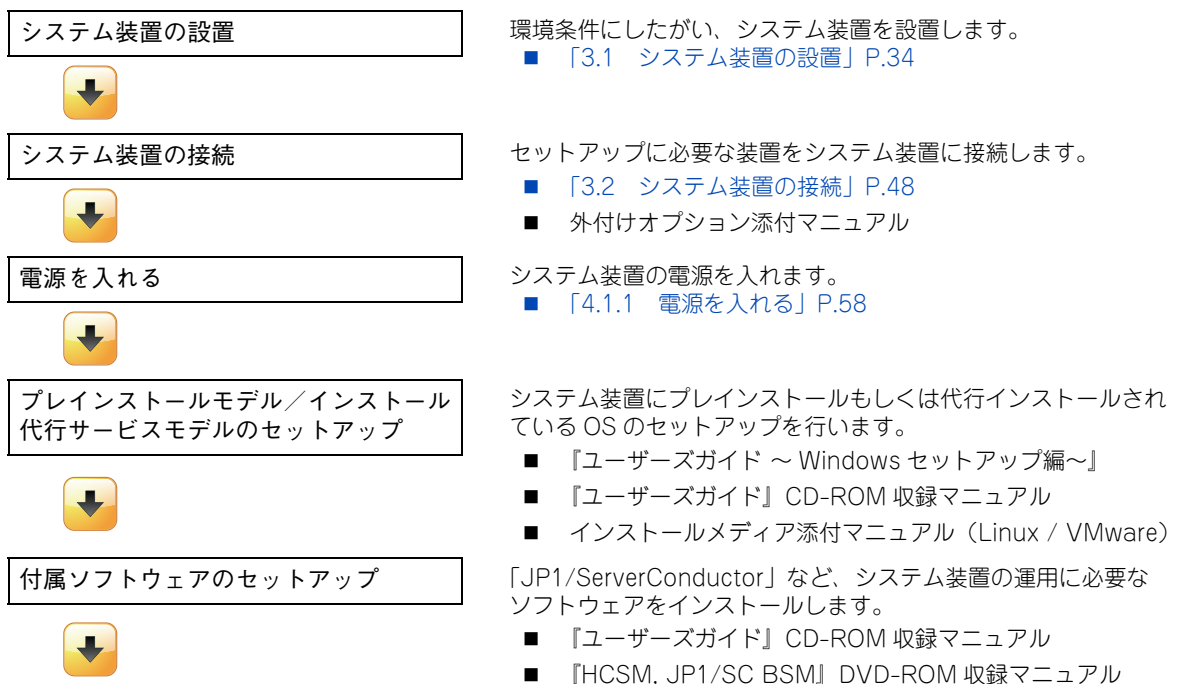 システム装置の設置
環境条件にしたがい、システム装置を設置します。
■ 「3.1　システム装置の設置」P.34
システム装置の接続
セットアップに必要な装置をシステム装置に接続します。
■ 「3.2　システム装置の接続」P.48
■ 外付けオプション添付マニュアル
電源を入れる
システム装置の電源を入れます。
■ 「4.1.1　電源を入れる」P.58
プレインストールモデル／インストール
代行サービスモデルのセットアップ
システム装置にプレインストールもしくは代行インストールされ
ている OS のセットアップを行います。
■ 『ユーザーズガイド ～ Windows セットアップ編～』
■ 『ユーザーズガイド』CD-ROM 収録マニュアル
■ インストールメディア添付マニュアル（Linux / VMware）
付属ソフトウェアのセットアップ
「JP1/ServerConductor」など、システム装置の運用に必要な
ソフトウェアをインストールします。
■ 『ユーザーズガイド』CD-ROM 収録マニュアル
■ 『HCSM, JP1/SC BSM』DVD-ROM 収録マニュアル